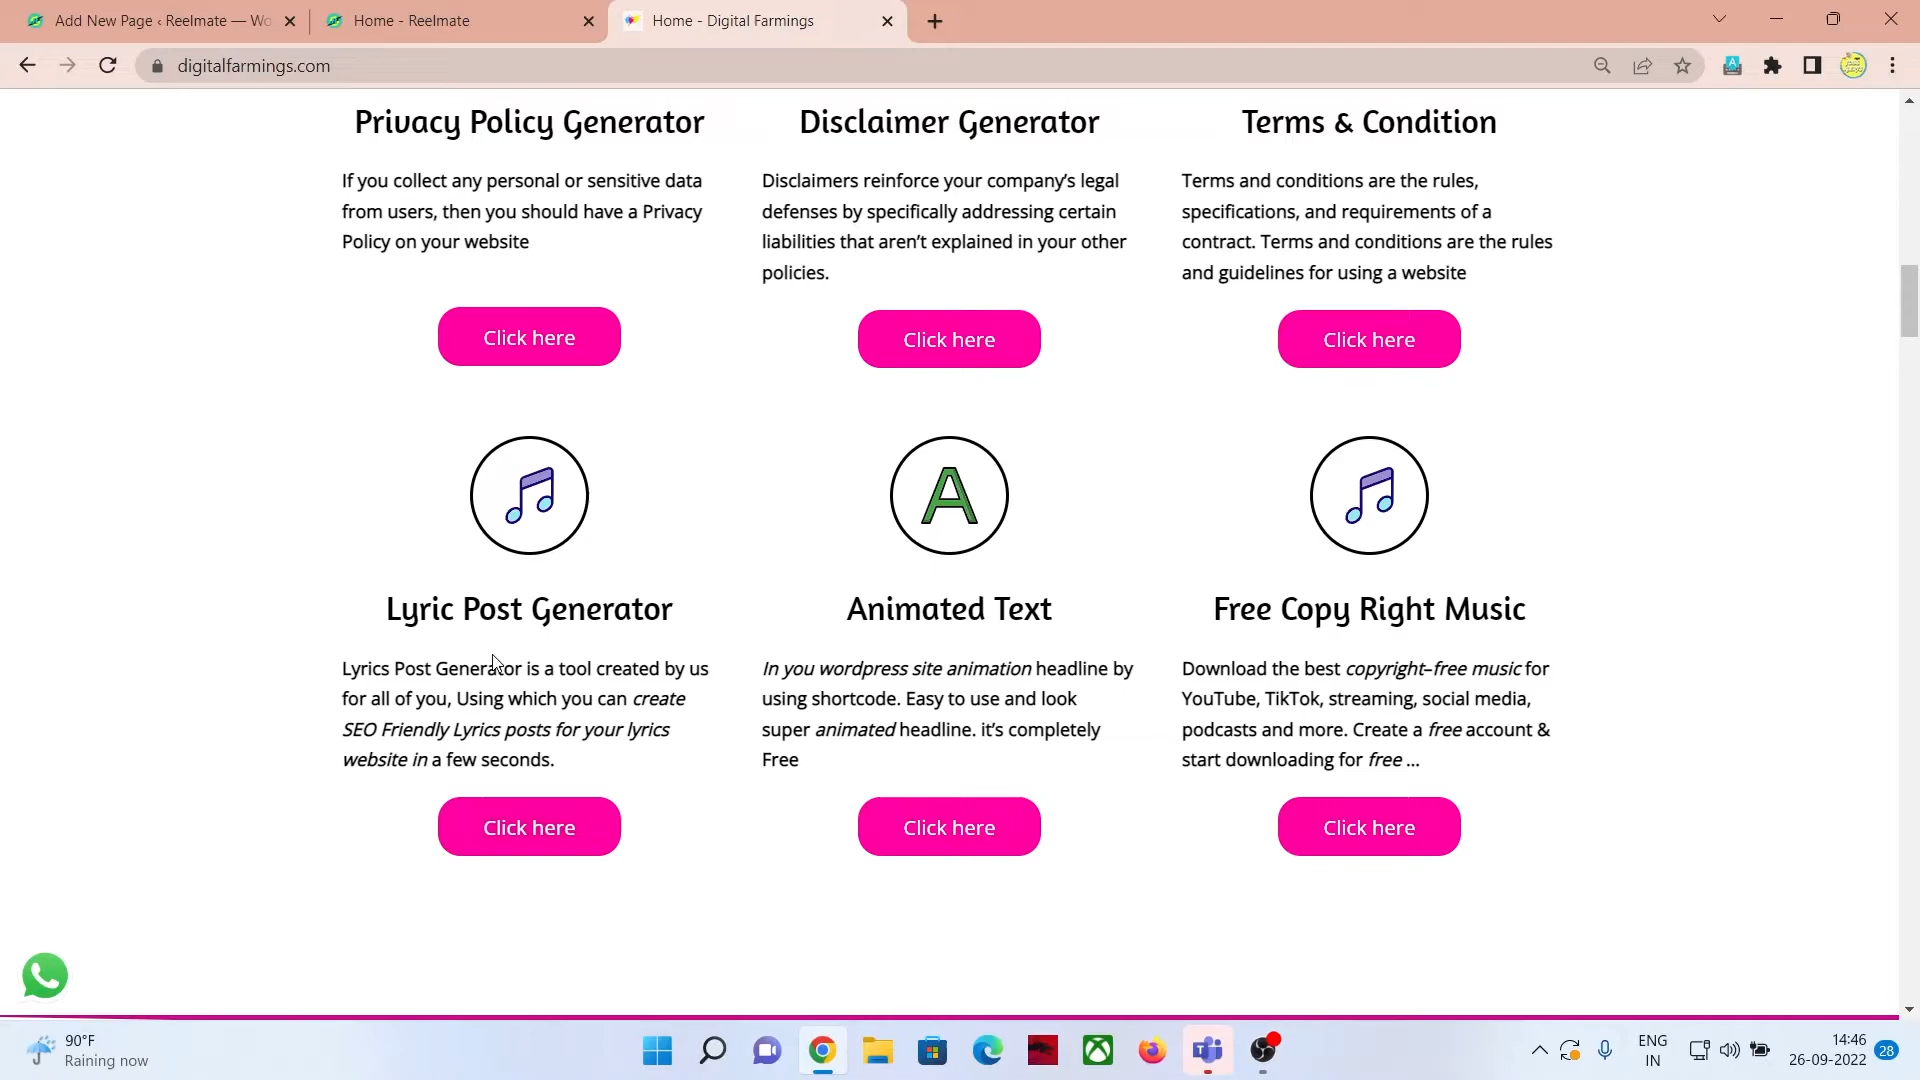 Add New Page ‹ Reelmate — Wo
Home - Reelmate
Home - Digital Farmings
digitalfarmings.com
Privacy Policy Generator
If you collect any personal or sensitive data
from users, then you should have a Privacy
Policy on your website
Click here
Disclaimer Generator
Disclaimers reinforce your company’s legal
defenses by specifically addressing certain
liabilities that aren’t explained in your other
policies.
Click here
Terms & Condition
Terms and conditions are the rules,
specifications, and requirements of a
contract. Terms and conditions are the rules
and guidelines for using a website
Click here
Lyric Post Generator
Lyrics Post Generator is a tool created by us
for all of you, Using which you can create
SEO Friendly Lyrics posts for your lyrics
website in a few seconds.
Click here
A
Animated Text
In you wordpress site animation headline by
using shortcode. Easy to use and look
super animated headline. it’s completely
Free
Click here
Free Copy Right Music
Download the best copyright–free music for
YouTube, TikTok, streaming, social media,
podcasts and more. Create a free account &
start downloading for free ...
Click here
90°F
Raining now
ENG
IN
14:46
26-09-2022
28